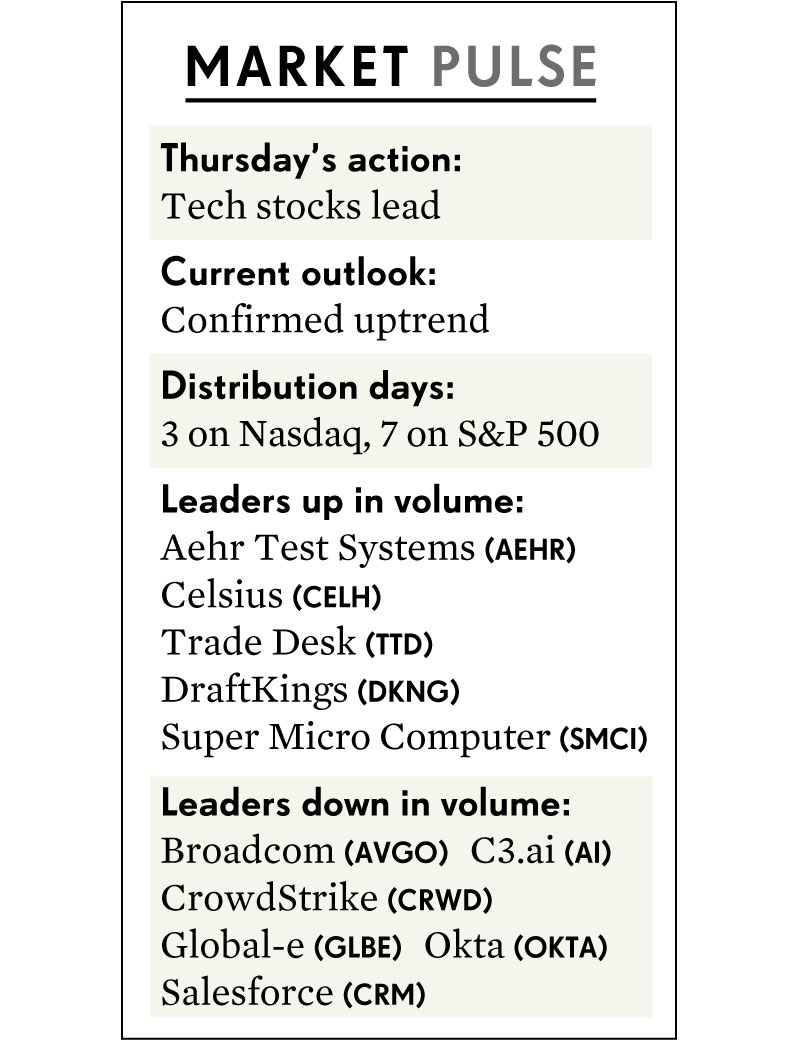 MARKET PULSE
Thursday’s action:
Tech stocks lead
Current outlook:
Confirmed uptrend
Distribution days:
3 on Nasdaq, 7 on S&P 500
Leaders up in volume:
Aehr Test Systems (AEHR)
Celsius (CELH)
Trade Desk (TTD)
DraftKings (DKNG)
Super Micro Computer (SMCI)
Leaders down in volume:
Broadcom (AVGO) C3.ai (AI)
CrowdStrike (CRWD)
Global-e (GLBE) Okta (OKTA)
Salesforce (CRM)